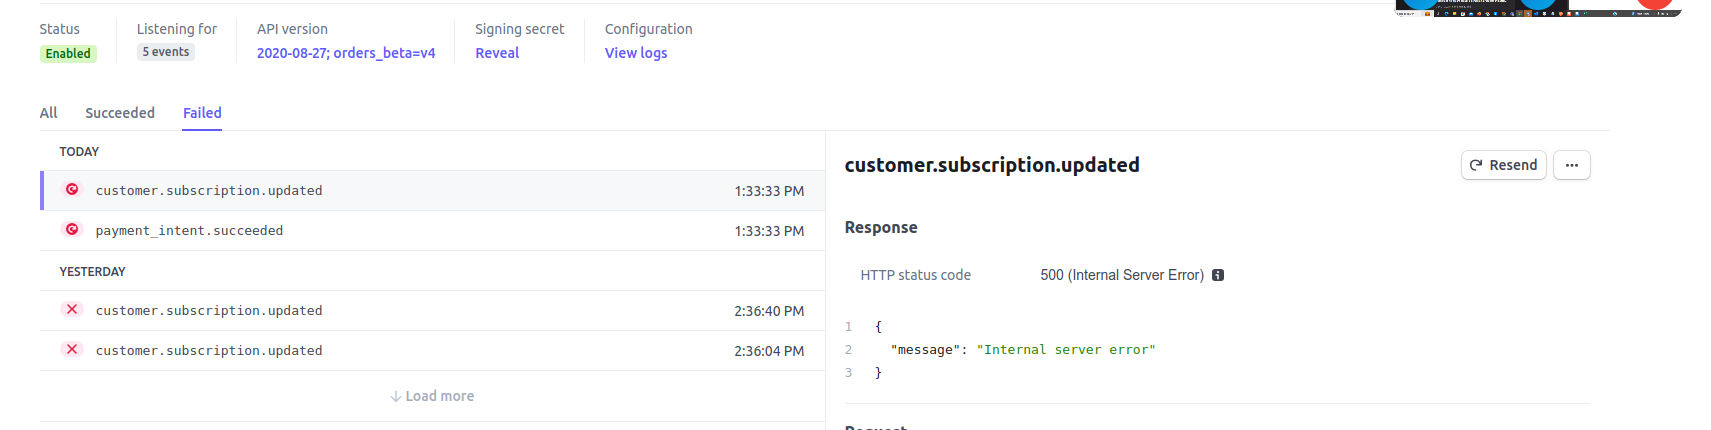 Status
Enabled
Listening for
5 events
API version
2020-08-27; orders_beta=v4
Signing secret
Reveal
Configuration
View logs
All Succeeded Failed
TODAY
customer.subscription.updated 1:33:33 PM
payment_intent.succeeded 1:33:33 PM
YESTERDAY
customer.subscription.updated 2:36:40 PM
customer.subscription.updated 2:36:04 PM
Load more
customer.subscription.updated
Resend
Response
HTTP status code 500 (Internal Server Error)
1 {
2 "message": "Internal server error"
3 }
Request